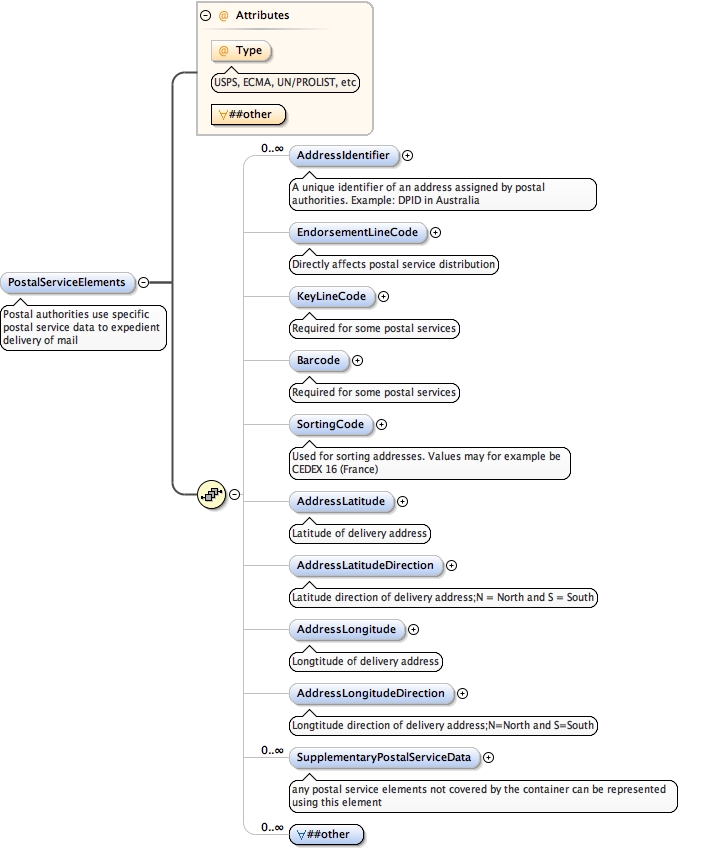 Attributes
@ Type
USPS, ECMA, UN/PROLIST, etc
##other
0..∞
AddressIdentifier
A unique identifier of an address assigned by postal
authorities. Example: DPID in Australia
EndorsementLineCode
Directly affects postal service distribution
PostalServiceElements
Postal authorities use specific
postal service data to expedient
delivery of mail
KeyLineCode
Required for some postal services
Barcode
Required for some postal services
SortingCode
Used for sorting addresses. Values may for example be
CEDEX 16 (France)
AddressLatitude
Latitude of delivery address
AddressLatitudeDirection
Latitude direction of delivery address;N = North and S = South
AddressLongitude
Longtitude of delivery address
AddressLongitudeDirection
Longtitude direction of delivery address;N=North and S=South
0..∞
SupplementaryPostalServiceData
any postal service elements not covered by the container can be represented
using this element
0..∞
##other